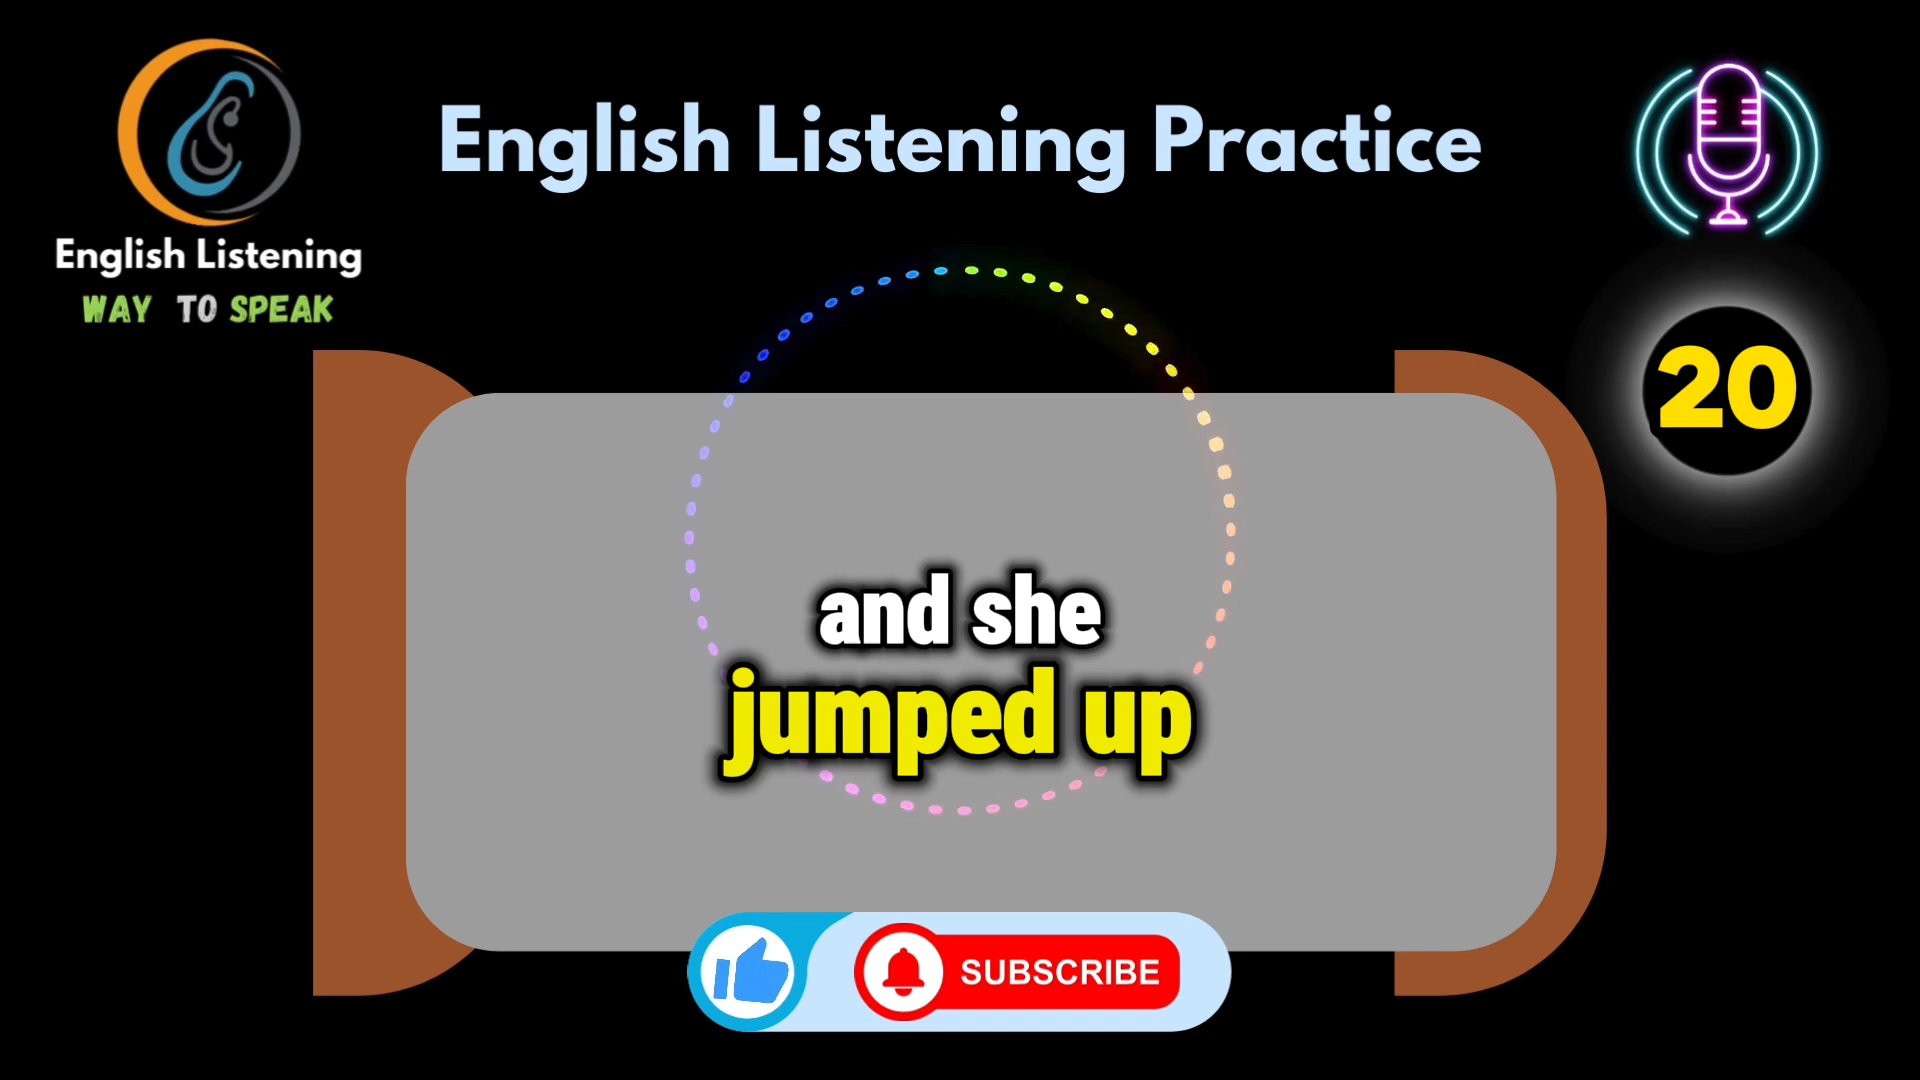 English Listening Practice
English Listening
WAY TO SPEAK
20
and she
jumped up
SUBSCRIBE